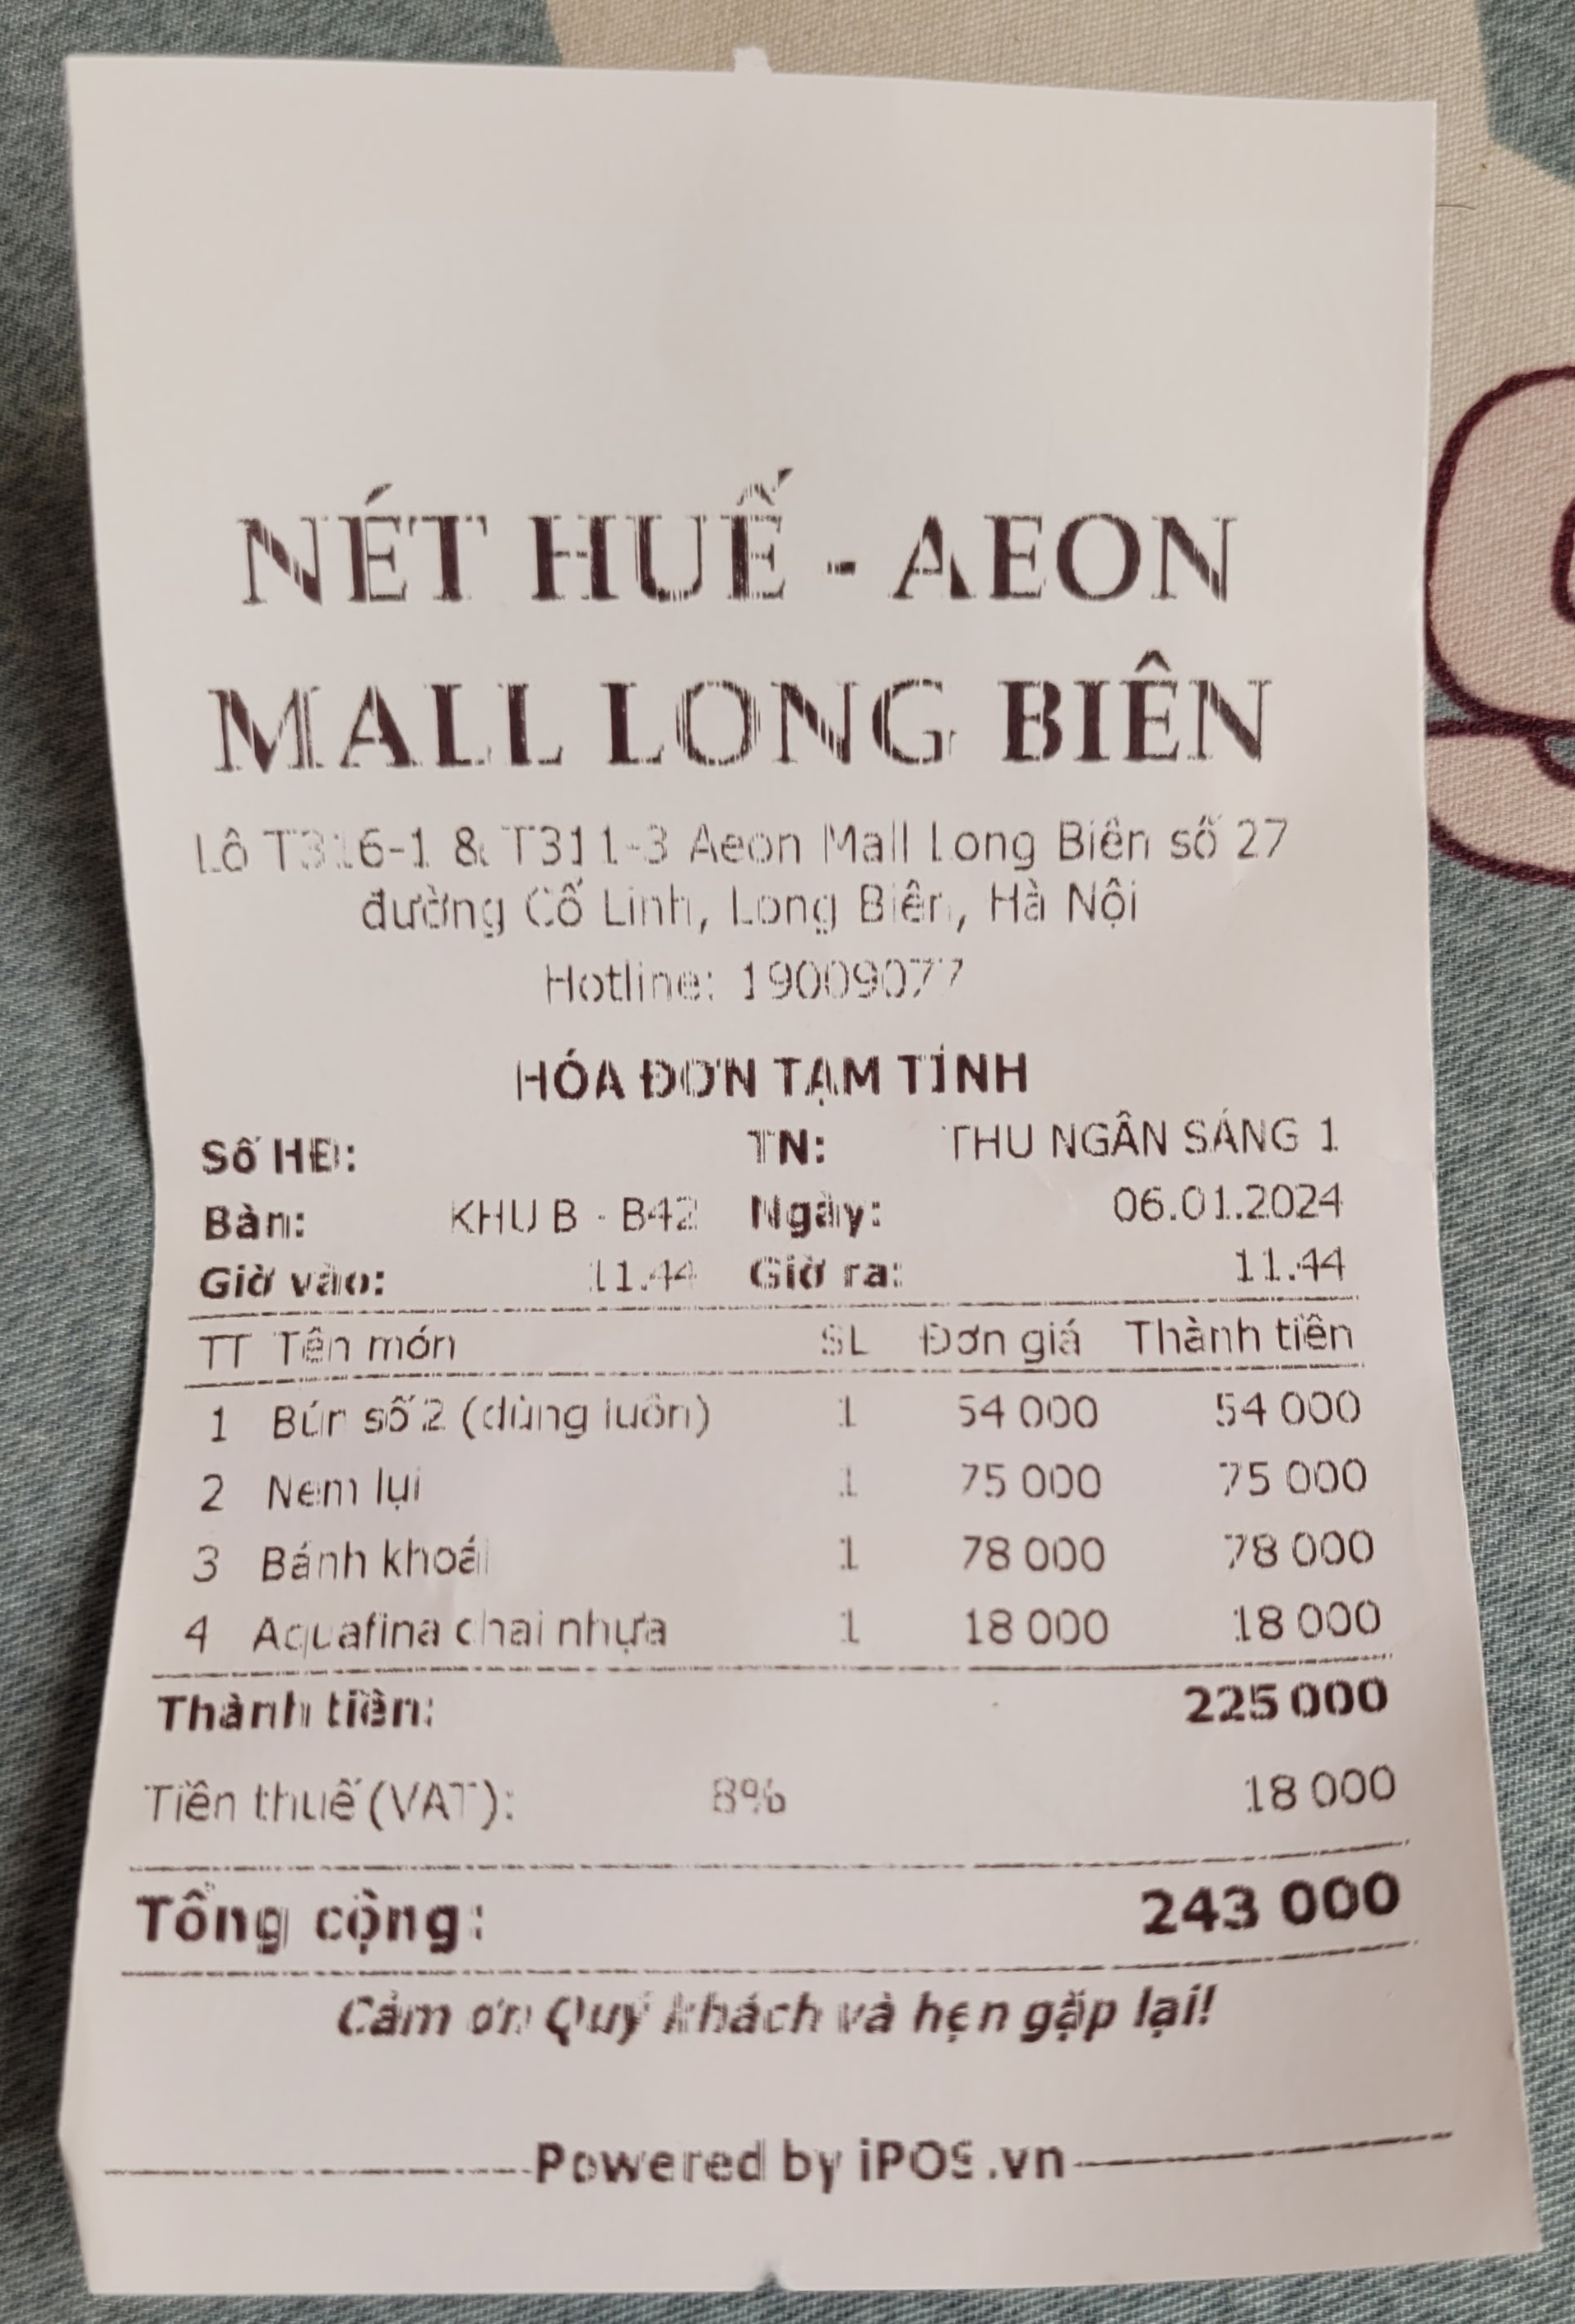 NÉT HUẾ - AEON
MALL LONG BIÊN
Lô T316-1 & T311-3 Aeon Mall Long Biên số 27
đường Cổ Linh, Long Biên, Hà Nội
Hotline: 19009077
HÓA ĐƠN TẠM TÍNH
Số HĐ: TN: THU NGÂN SÁNG 1
Bàn: KHU B - B42 Ngày: 06.01.2024
Giờ vào: 11.44 Giờ ra: 11.44
TT Tên món SL Đơn giá Thành tiền
1 Bún số 2 (dùng luôn) 1 54 000 54 000
2 Nem lụi 1 75 000 75 000
3 Bánh khoái 1 78 000 78 000
4 Aquafina chai nhựa 1 18 000 18 000
Thành tiền: 225 000
Tiền thuế (VAT): 8% 18 000
Tổng cộng: 243 000
Cảm ơn Quý khách và hẹn gặp lại!
Powered by iPOS.vn